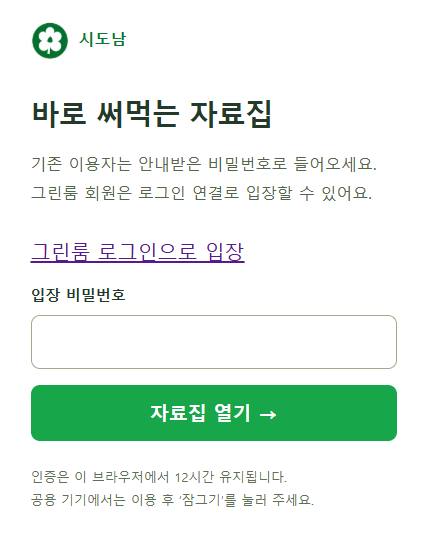 시도남
바로 써먹는 자료집
기존 이용자는 안내받은 비밀번호로 들어오세요.
그린룸 회원은 로그인 연결로 입장할 수 있어요.
그린룸 로그인으로 입장
입장 비밀번호
자료집 열기 →
인증은 이 브라우저에서 12시간 유지됩니다.
공용 기기에서는 이용 후 ‘잠그기’를 눌러 주세요.